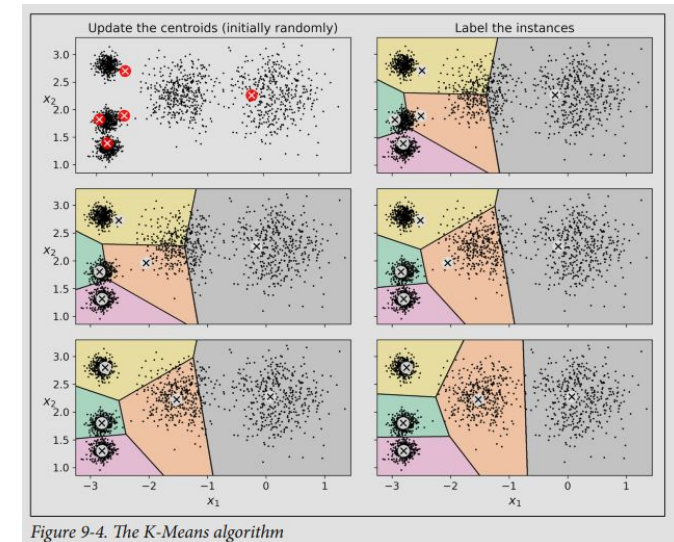 Update the centroids (initially randomly)
Label the instances
3.0
2.5
x2
2.0
1.5
1.0
3.0
2.5
x2
2.0
1.5
1.0
3.0
2.5
x2
2.0
1.5
1.0
-3 -2 -1 0 1
-3 -2 -1 0 1
x1
x1
Figure 9-4. The K-Means algorithm